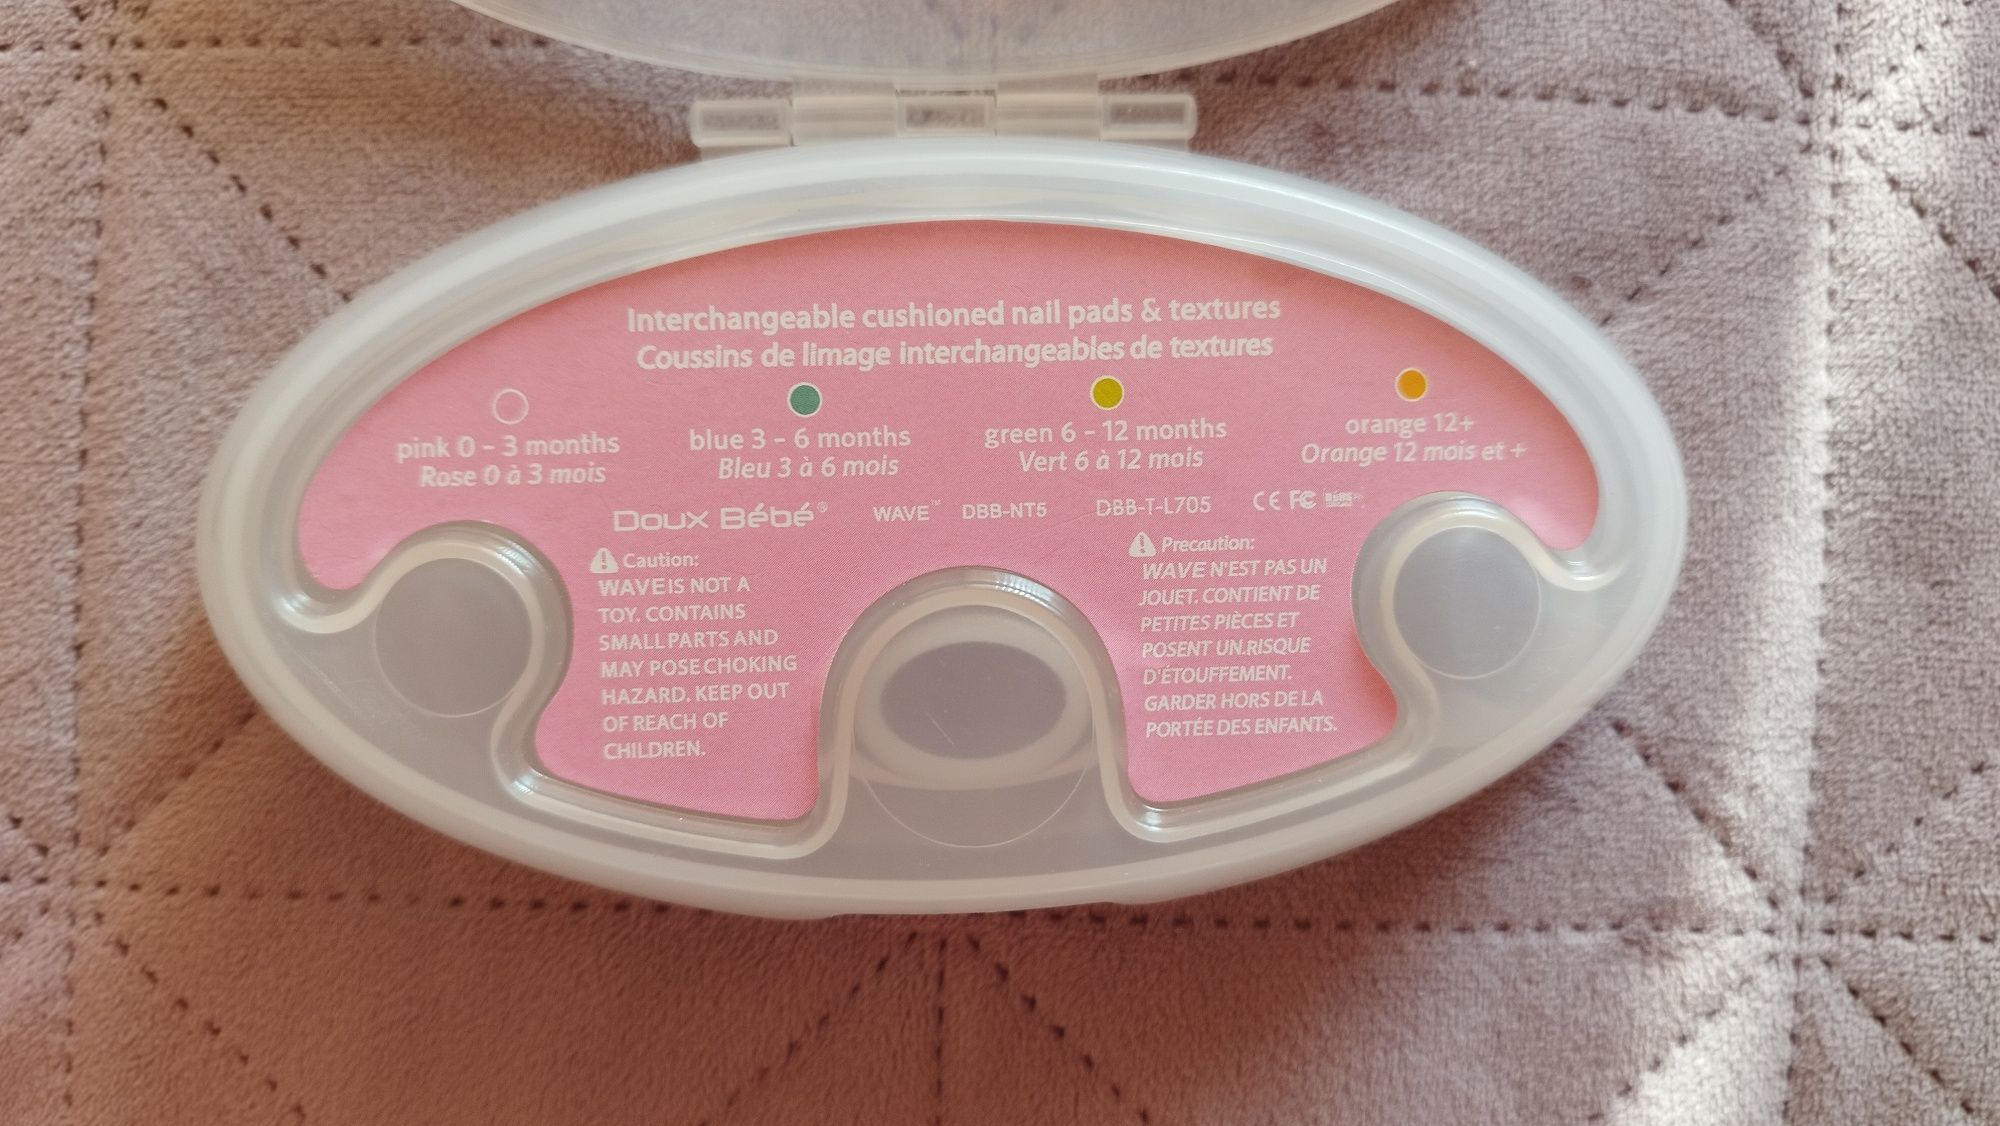 Interchangeable cushioned nail pads & textures
Coussins de limage interchangeables de textures
pink 0 - 3 months
Rose 0 à 3 mois
blue 3 - 6 months
Bleu 3 à 6 mois
green 6 - 12 months
Vert 6 à 12 mois
orange 12+
Orange 12 mois et +
Doux Bébé® WAVE™ DBB-NT5 DBB-T-L705 CE FC
Caution:
WAVE IS NOT A
TOY. CONTAINS
SMALL PARTS AND
MAY POSE CHOKING
HAZARD. KEEP OUT
OF REACH OF
CHILDREN.
Precaution:
WAVE N'EST PAS UN
JOUET. CONTIENT DE
PETITES PIÈCES ET
POSENT UN.RISQUE
D'ÉTOUFFEMENT.
GARDER HORS DE LA
PORTÉE DES ENFANTS.